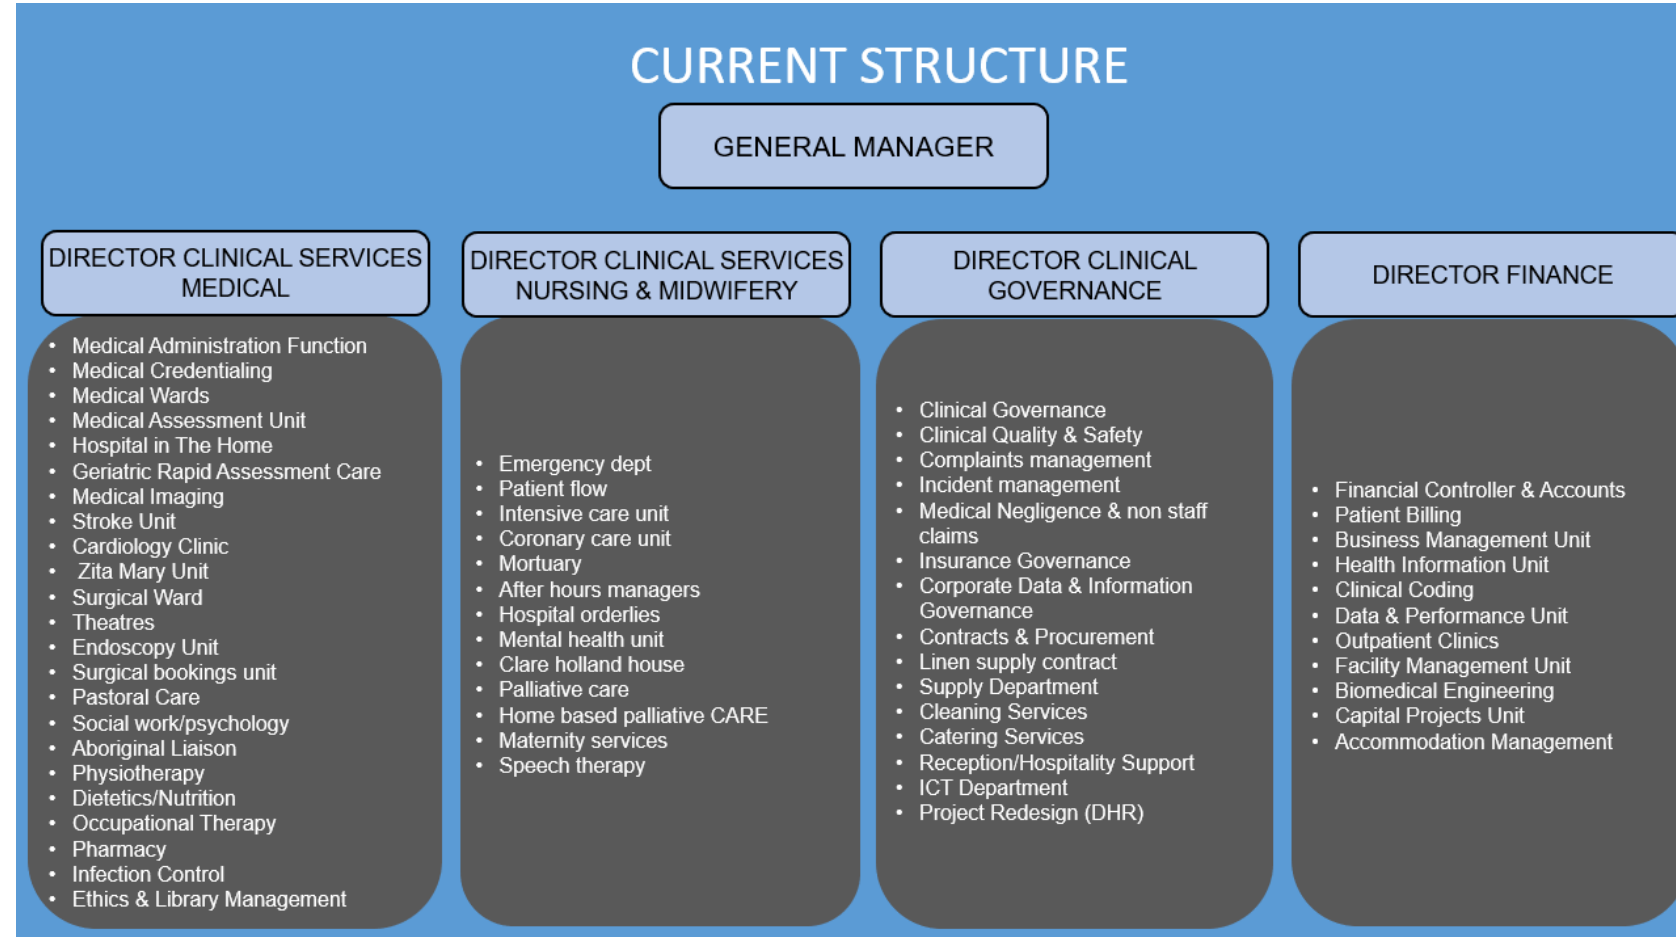 CURRENT STRUCTURE
GENERAL MANAGER
DIRECTOR CLINICAL SERVICES
MEDICAL
• Medical Administration Function
• Medical Credentialing
• Medical Wards
• Medical Assessment Unit
• Hospital in The Home
• Geriatric Rapid Assessment Care
• Medical Imaging
• Stroke Unit
• Cardiology Clinic
• Zita Mary Unit
• Surgical Ward
• Theatres
• Endoscopy Unit
• Surgical bookings unit
• Pastoral Care
• Social work/psychology
• Aboriginal Liaison
• Physiotherapy
• Dietetics/Nutrition
• Occupational Therapy
• Pharmacy
• Infection Control
• Ethics & Library Management
DIRECTOR CLINICAL SERVICES
NURSING & MIDWIFERY
• Emergency dept
• Patient flow
• Intensive care unit
• Coronary care unit
• Mortuary
• After hours managers
• Hospital orderlies
• Mental health unit
• Clare holland house
• Palliative care
• Home based palliative CARE
• Maternity services
• Speech therapy
DIRECTOR CLINICAL
GOVERNANCE
• Clinical Governance
• Clinical Quality & Safety
• Complaints management
• Incident management
• Medical Negligence & non staff
claims
• Insurance Governance
• Corporate Data & Information
Governance
• Contracts & Procurement
• Linen supply contract
• Supply Department
• Cleaning Services
• Catering Services
• Reception/Hospitality Support
• ICT Department
• Project Redesign (DHR)
DIRECTOR FINANCE
• Financial Controller & Accounts
• Patient Billing
• Business Management Unit
• Health Information Unit
• Clinical Coding
• Data & Performance Unit
• Outpatient Clinics
• Facility Management Unit
• Biomedical Engineering
• Capital Projects Unit
• Accommodation Management